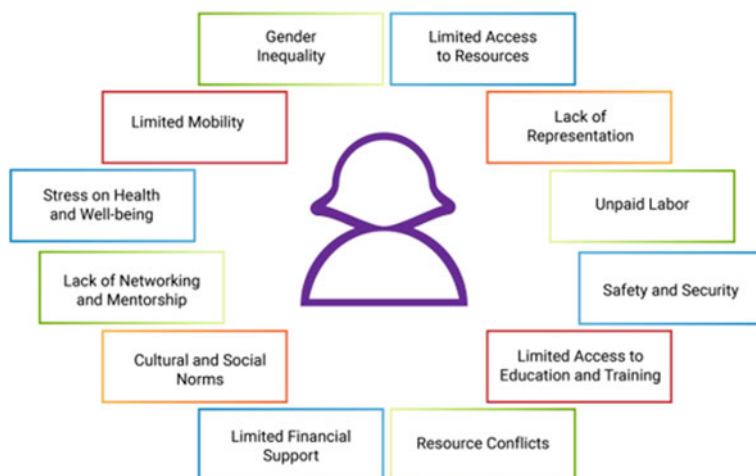 Gender
Inequality
Limited Access
to Resources
Limited Mobility
Lack of
Representation
Stress on Health
and Well-being
Unpaid Labor
Lack of Networking
and Mentorship
Safety and Security
Cultural and Social
Norms
Limited Access to
Education and Training
Limited Financial
Support
Resource Conflicts